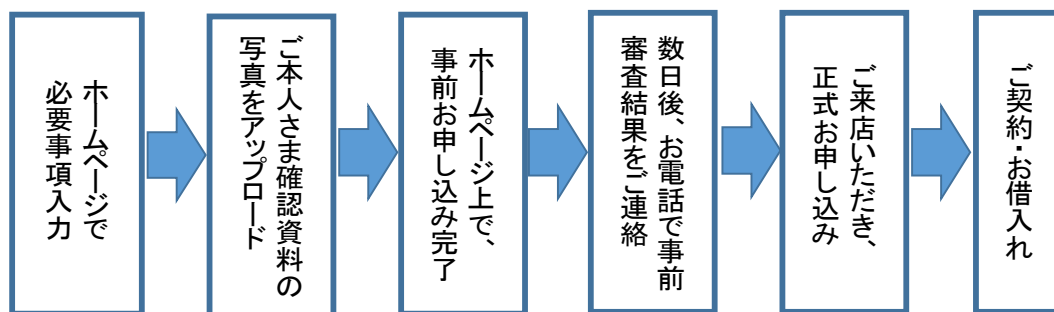 ホームページで
必要事項入力
ご本人さま確認資料の
写真をアップロード
ホームページ上で、
事前お申し込み完了
数日後、お電話で事前
審査結果をご連絡
ご来店いただき、
正式お申し込み
ご契約・お借入れ